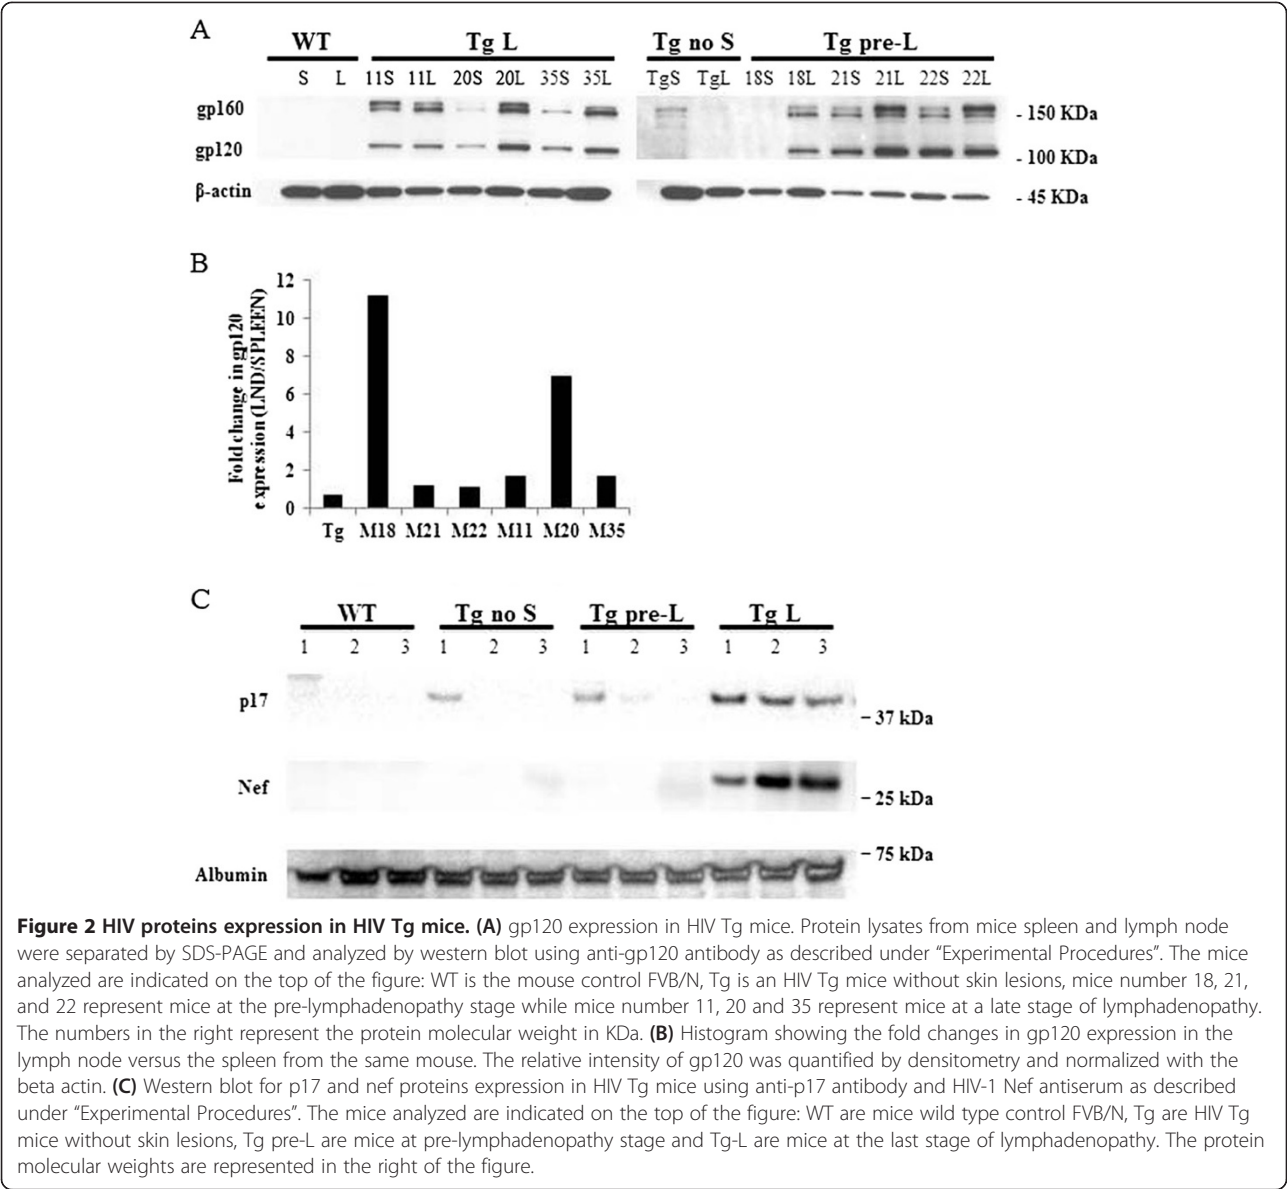 A
WT Tg L Tg no S Tg pre-L
S L 11S 11L 20S 20L 35S 35L TgS TgL 18S 18L 21S 21L 22S 22L
gp160 - 150 KDa
gp120 - 100 KDa
β-actin - 45 KDa
B
Fold change in gp120
expression (LND/SPLEEN)
12
10
8
6
4
2
0
Tg M18 M21 M22 M11 M20 M35
C
WT Tg no S Tg pre-L Tg L
1 2 3 1 2 3 1 2 3 1 2 3
p17 - 37 kDa
Nef - 25 kDa
- 75 kDa
Albumin
Figure 2 HIV proteins expression in HIV Tg mice. (A) gp120 expression in HIV Tg mice. Protein lysates from mice spleen and lymph node
were separated by SDS-PAGE and analyzed by western blot using anti-gp120 antibody as described under “Experimental Procedures”. The mice
analyzed are indicated on the top of the figure: WT is the mouse control FVB/N, Tg is an HIV Tg mice without skin lesions, mice number 18, 21,
and 22 represent mice at the pre-lymphadenopathy stage while mice number 11, 20 and 35 represent mice at a late stage of lymphadenopathy.
The numbers in the right represent the protein molecular weight in KDa. (B) Histogram showing the fold changes in gp120 expression in the
lymph node versus the spleen from the same mouse. The relative intensity of gp120 was quantified by densitometry and normalized with the
beta actin. (C) Western blot for p17 and nef proteins expression in HIV Tg mice using anti-p17 antibody and HIV-1 Nef antiserum as described
under “Experimental Procedures”. The mice analyzed are indicated on the top of the figure: WT are mice wild type control FVB/N, Tg are HIV Tg
mice without skin lesions, Tg pre-L are mice at pre-lymphadenopathy stage and Tg-L are mice at the last stage of lymphadenopathy. The protein
molecular weights are represented in the right of the figure.